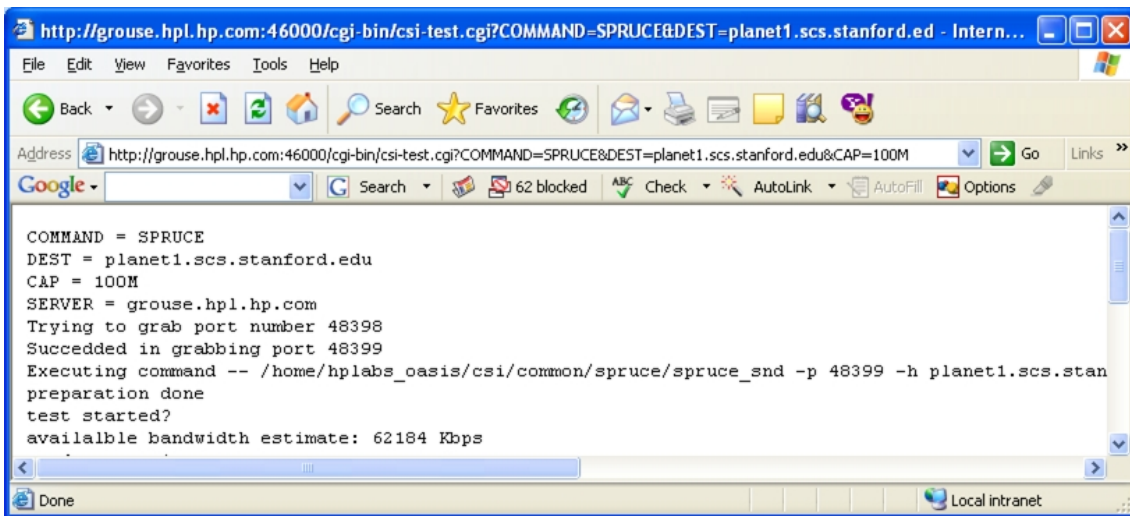 http://grouse.hpl.hp.com:46000/cgi-bin/csi-test.cgi?COMMAND=SPRUCE&DEST=planet1.scs.stanford.ed - Intern...
File Edit View Favorites Tools Help
Back Search Favorites
Address http://grouse.hpl.hp.com:46000/cgi-bin/csi-test.cgi?COMMAND=SPRUCE&DEST=planet1.scs.stanford.edu&CAP=100M Go Links »
Google G Search 62 blocked ABC Check AutoLink AutoFill Options
COMMAND = SPRUCE
DEST = planet1.scs.stanford.edu
CAP = 100M
SERVER = grouse.hpl.hp.com
Trying to grab port number 48398
Succedded in grabbing port 48399
Executing command -- /home/hplabs_oasis/csi/common/spruce/spruce_snd -p 48399 -h planet1.scs.stan
preparation done
test started?
availalble bandwidth estimate: 62184 Kbps
Done Local intranet